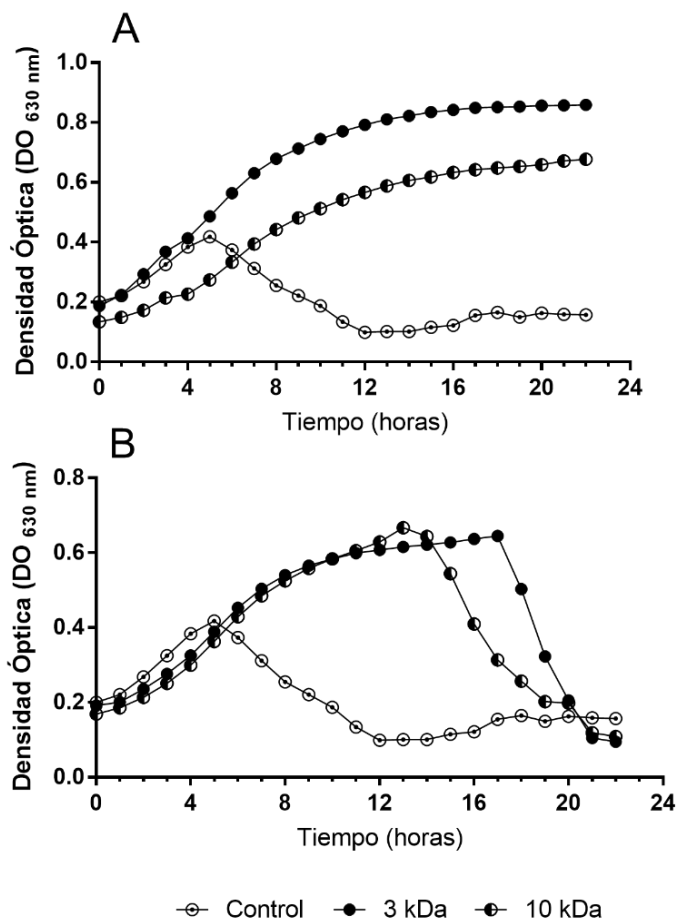 A
Densidad Óptica (DO 630 nm)
1.0
0.8
0.6
0.4
0.2
0.0
0 4 8 12 16 20 24
Tiempo (horas)
B
Densidad Óptica (DO 630 nm)
0.8
0.6
0.4
0.2
0.0
0 4 8 12 16 20 24
Tiempo (horas)
Control 3 kDa 10 kDa